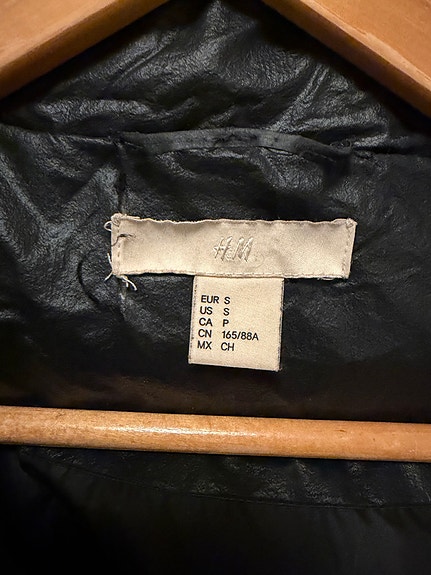 H&M
EUR S
US S
CA P
CN 165/88A
MX CH